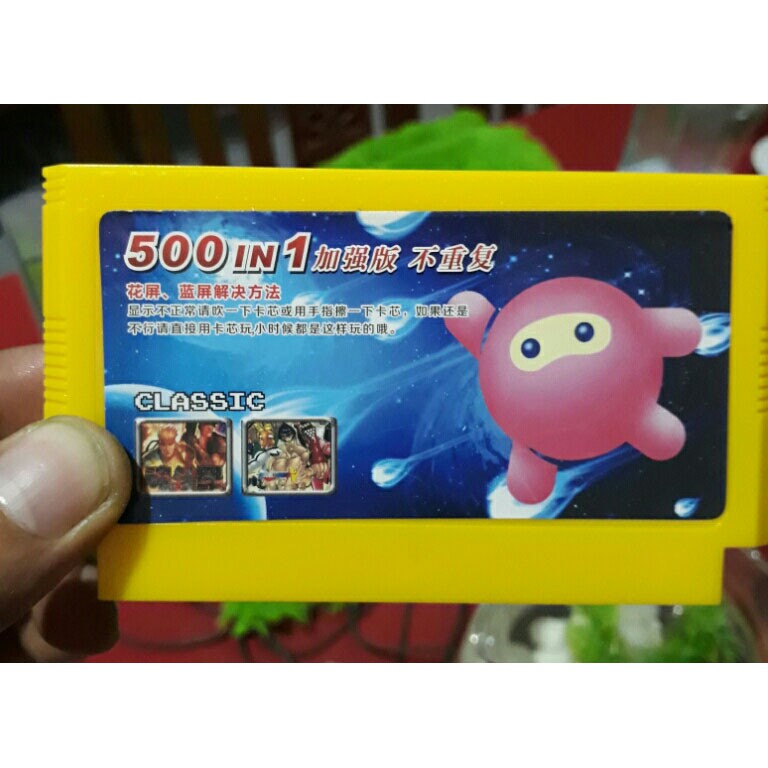 500 IN 1 加强版 不重复
花屏、蓝屏解决方法
显示不正常请吹一下卡芯或用手指擦一下卡芯，如果还是
不行请直接用卡芯玩,小时候都是这样玩的哦。
CLASSIC